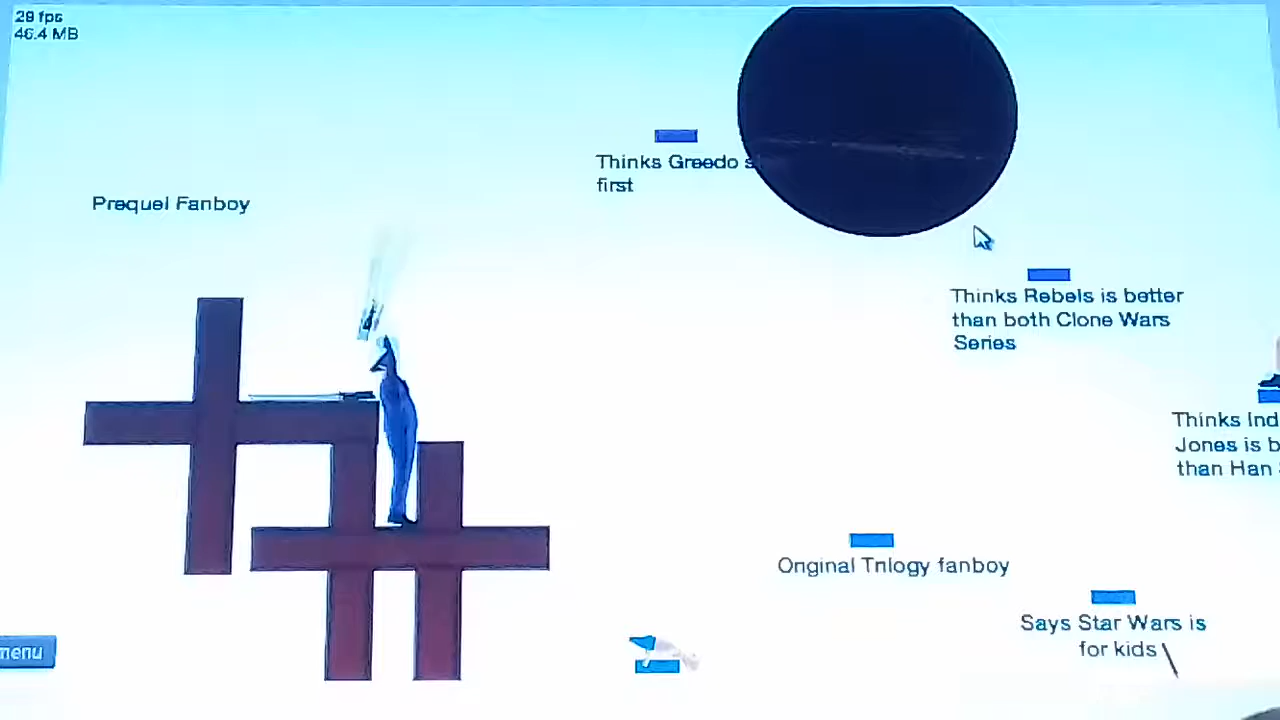 29 fps
46.4 MB
Thinks Greedo
first
Prequel Fanboy
Thinks Rebels is better
than both Clone Wars
Series
Thinks
Jones is
than Han
Original Trilogy fanboy
Says Star Wars is
for kids
menu